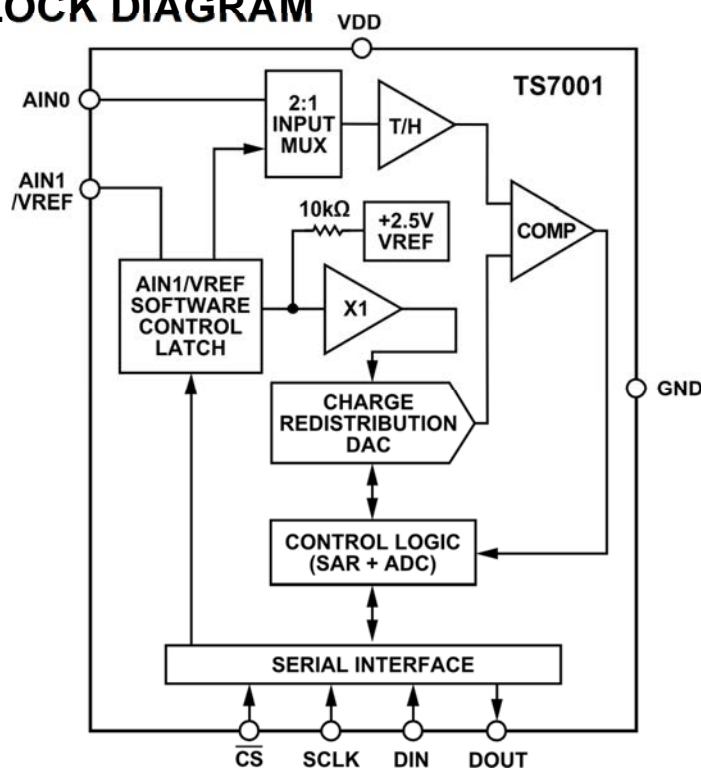 LOCK DIAGRAM
VDD
TS7001
AIN0
2:1
INPUT
MUX
T/H
AIN1
/VREF
10kΩ
+2.5V
VREF
COMP
AIN1/VREF
SOFTWARE
CONTROL
LATCH
X1
GND
CHARGE
REDISTRIBUTION
DAC
CONTROL LOGIC
(SAR + ADC)
SERIAL INTERFACE
C̅S̅
SCLK
DIN
DOUT